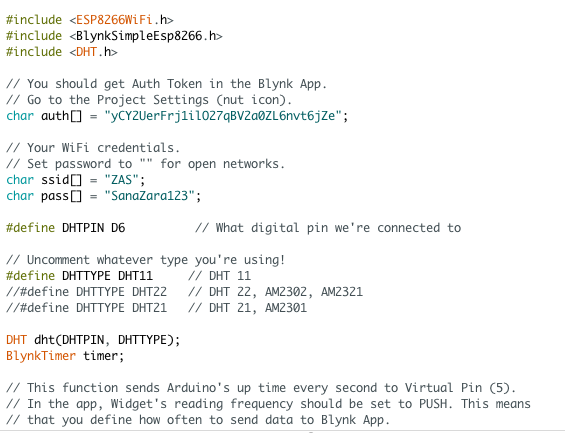 #include <ESP8266WiFi.h>
#include <BlynkSimpleEsp8266.h>
#include <DHT.h>
// You should get Auth Token in the Blynk App.
// Go to the Project Settings (nut icon).
char auth[] = "yCY2UerFrj1ilO27qBV2a0ZL6nvt6jZe";
// Your WiFi credentials.
// Set password to "" for open networks.
char ssid[] = "ZAS";
char pass[] = "SanaZara123";
#define DHTPIN D6          // What digital pin we're connected to
// Uncomment whatever type you're using!
#define DHTTYPE DHT11     // DHT 11
//#define DHTTYPE DHT22   // DHT 22, AM2302, AM2321
//#define DHTTYPE DHT21   // DHT 21, AM2301
DHT dht(DHTPIN, DHTTYPE);
BlynkTimer timer;
// This function sends Arduino's up time every second to Virtual Pin (5).
// In the app, Widget's reading frequency should be set to PUSH. This means
// that you define how often to send data to Blynk App.